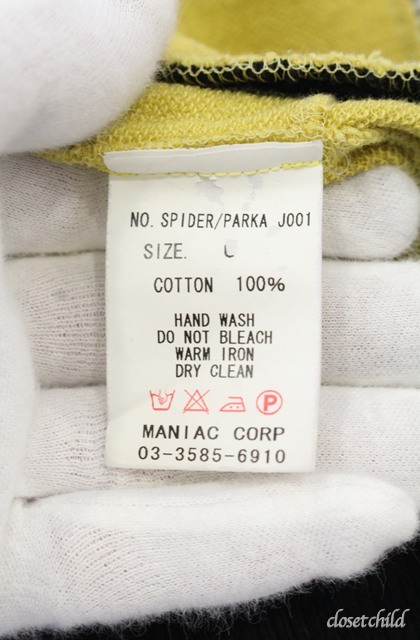 NO. SPIDER/PARKA J001
SIZE. L
COTTON 100%
HAND WASH
DO NOT BLEACH
WARM IRON
DRY CLEAN
P
MANIAC CORP
03-3585-6910
closetchild